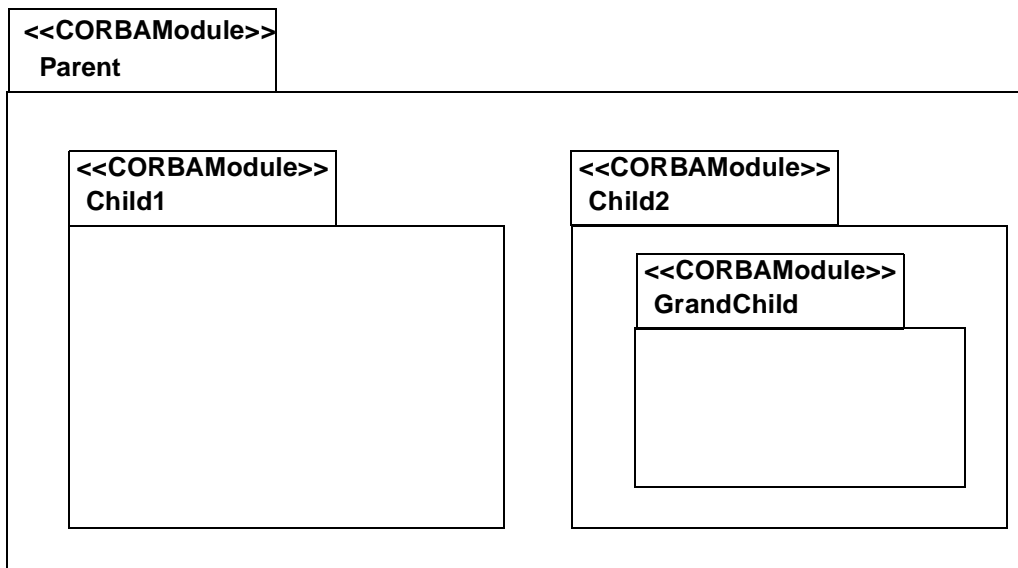 <<CORBAModule>>
Parent
<<CORBAModule>>
Child1
<<CORBAModule>>
Child2
<<CORBAModule>>
GrandChild